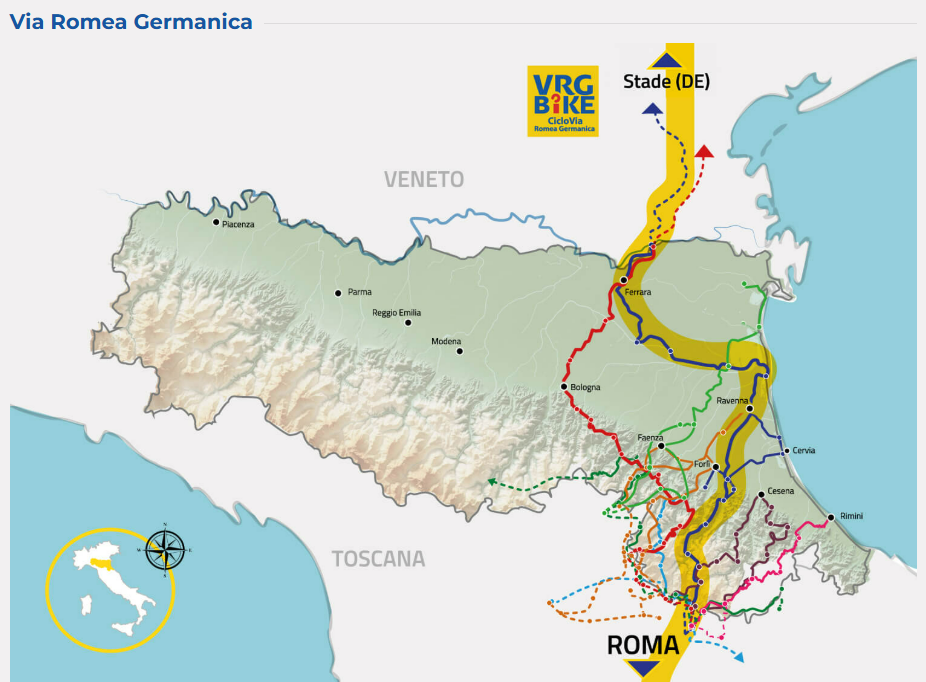 Via Romea Germanica
VRG
BIKE
CicloVia
Romea Germanica
Stade (DE)
VENETO
Piacenza
Parma
Reggio Emilia
Modena
Ferrara
Bologna
Ravenna
Faenza
Cervia
Forlì
Cesena
Rimini
TOSCANA
ROMA